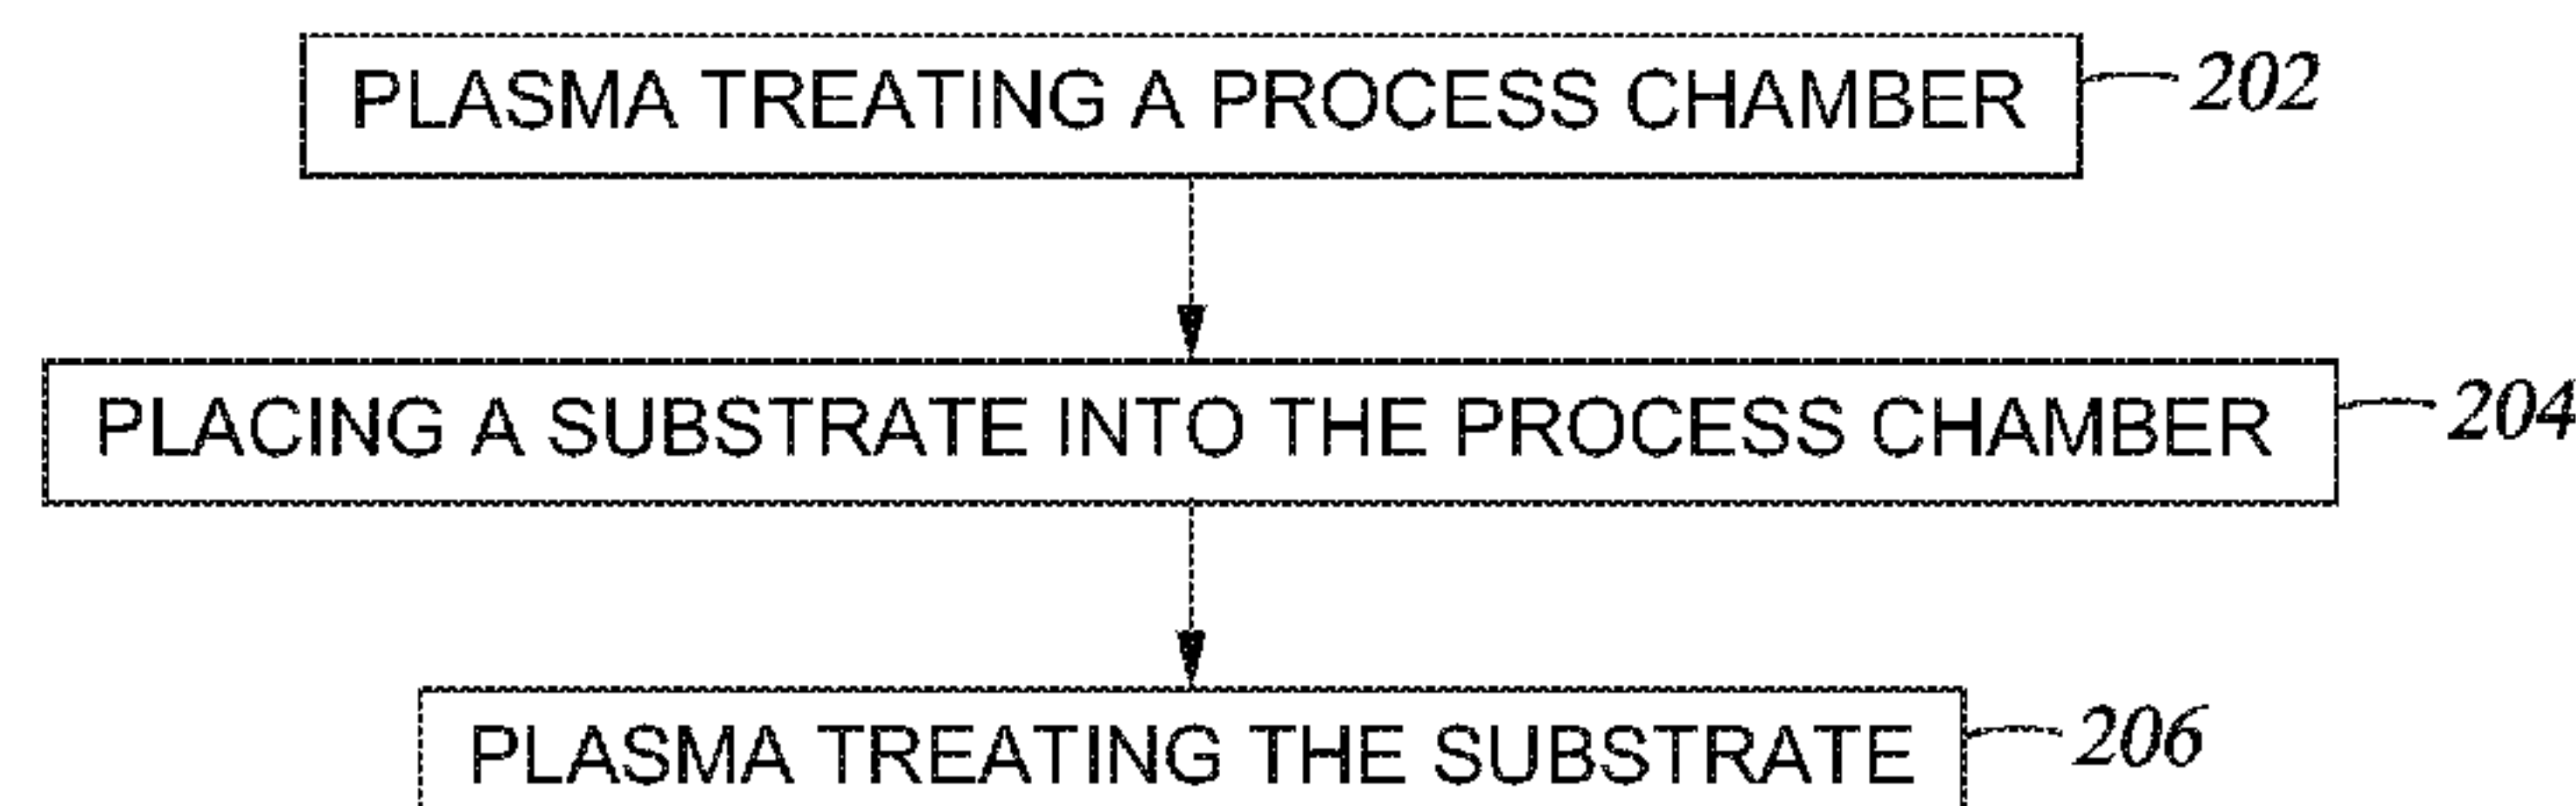 PLASMA TREATING A PROCESS CHAMBER 202
PLACING A SUBSTRATE INTO THE PROCESS CHAMBER 204
PLASMA TREATING THE SUBSTRATE 206